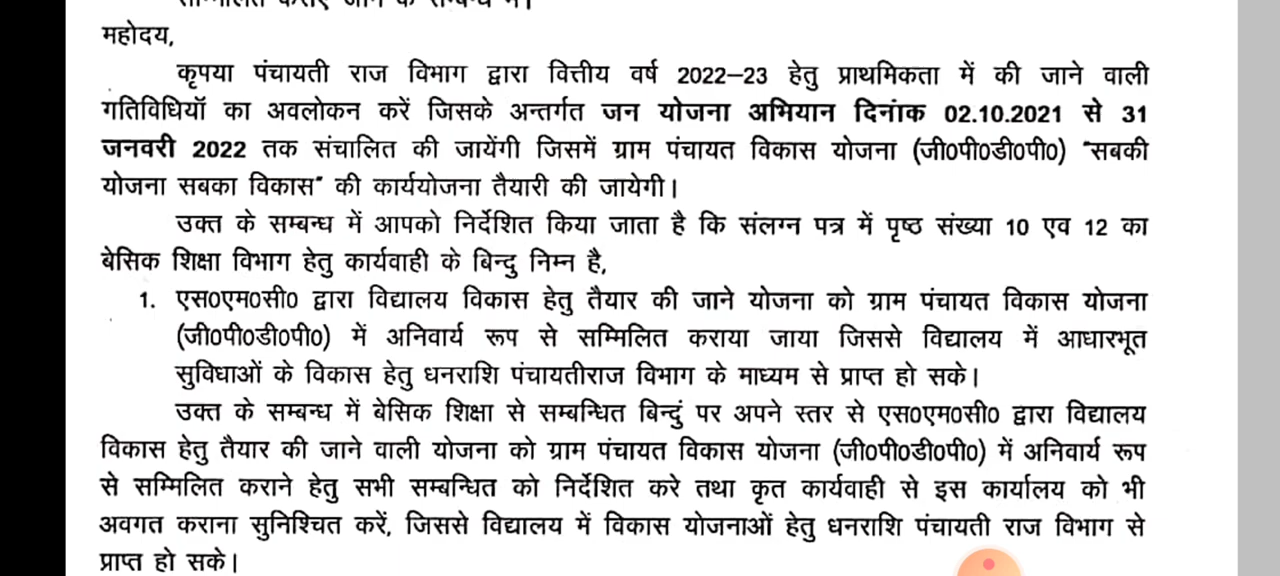 महोदय,
कृपया पंचायती राज विभाग द्वारा वित्तीय वर्ष 2022–23 हेतु प्राथमिकता में की जाने वाली
गतिविधियॉ का अवलोकन करें जिसके अन्तर्गत जन योजना अभियान दिनांक 02.10.2021 से 31
जनवरी 2022 तक संचालित की जायेंगी जिसमें ग्राम पंचायत विकास योजना (जी0पी0डी0पी0) "सबकी
योजना सबका विकास" की कार्ययोजना तैयारी की जायेगी।
उक्त के सम्बन्ध में आपको निर्देशित किया जाता है कि संलग्न पत्र में पृष्ठ संख्या 10 एव 12 का
बेसिक शिक्षा विभाग हेतु कार्यवाही के बिन्दु निम्न है,
1. एस0एम0सी0 द्वारा विद्यालय विकास हेतु तैयार की जाने योजना को ग्राम पंचायत विकास योजना
(जी0पी0डी0पी0) में अनिवार्य रूप से सम्मिलित कराया जाया जिससे विद्यालय में आधारभूत
सुविधाओं के विकास हेतु धनराशि पंचायतीराज विभाग के माध्यम से प्राप्त हो सके।
उक्त के सम्बन्ध में बेसिक शिक्षा से सम्बन्धित बिन्दुं पर अपने स्तर से एस0एम0सी0 द्वारा विद्यालय
विकास हेतु तैयार की जाने वाली योजना को ग्राम पंचायत विकास योजना (जी0पी0डी0पी0) में अनिवार्य रूप
से सम्मिलित कराने हेतु सभी सम्बन्धित को निर्देशित करे तथा कृत कार्यवाही से इस कार्यालय को भी
अवगत कराना सुनिश्चित करें, जिससे विद्यालय में विकास योजनाओं हेतु धनराशि पंचायती राज विभाग से
प्राप्त हो सके।